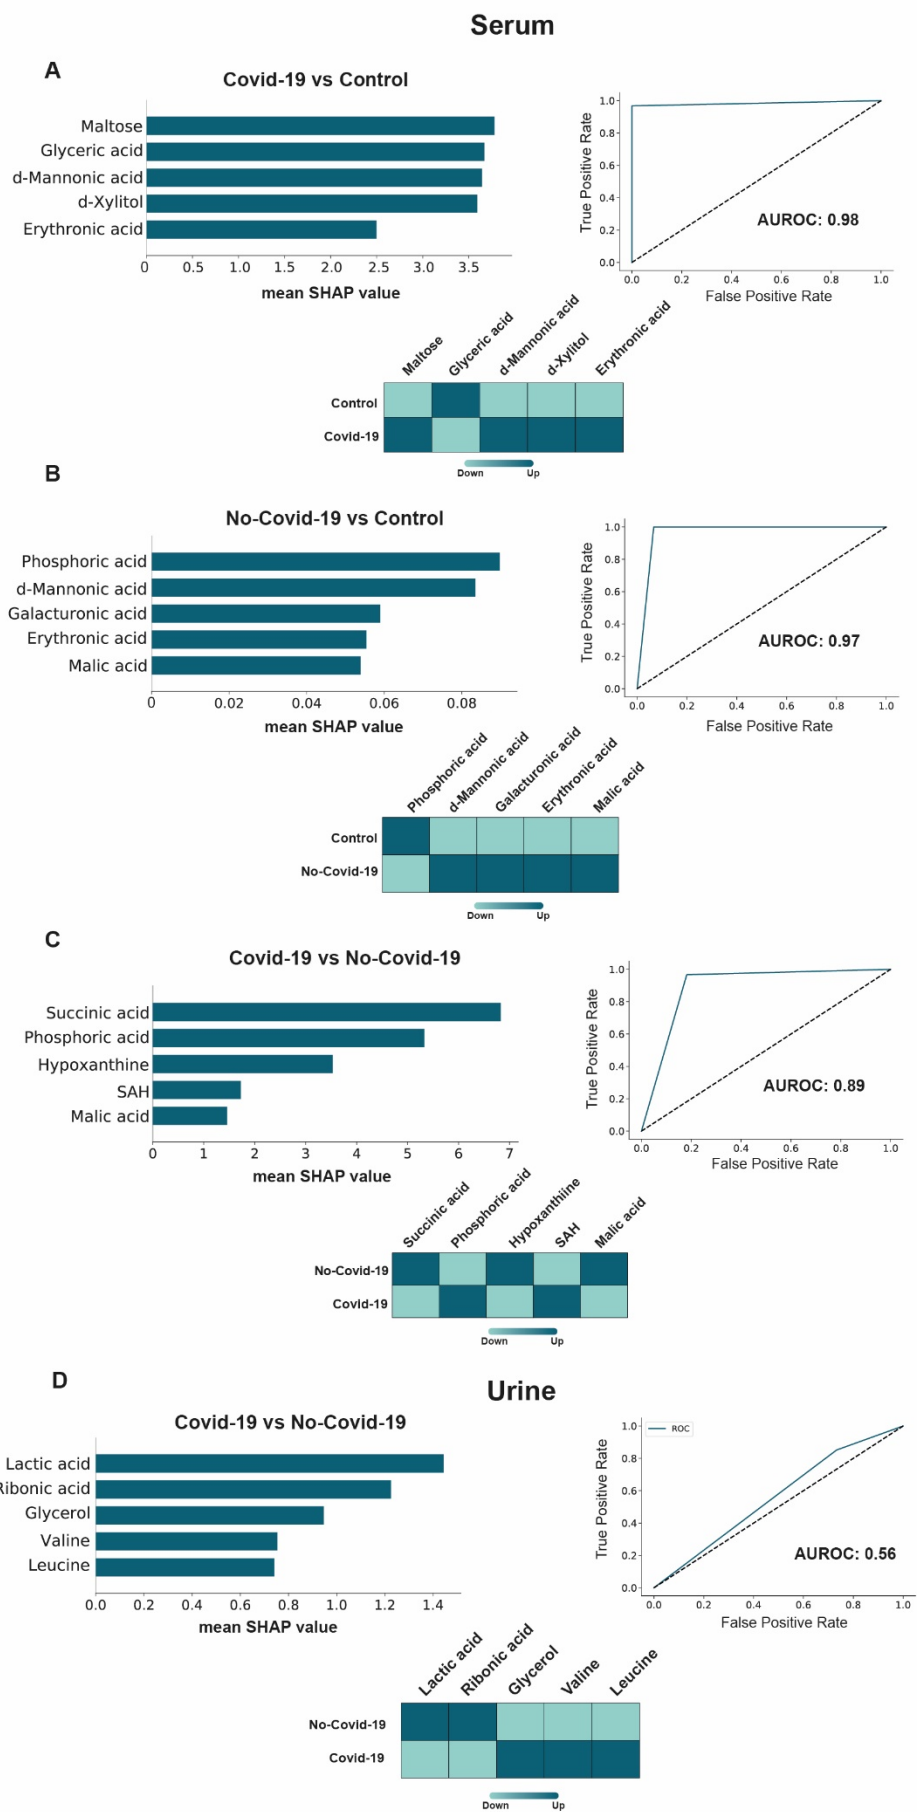 Serum
A
Covid-19 vs Control
Maltose
Glyceric acid
d-Mannonic acid
d-Xylitol
Erythronic acid
0 0.5 1.0 1.5 2.0 2.5 3.0 3.5
mean SHAP value
True Positive Rate
1.0
0.8
0.6
0.4
0.2
0.0
AUROC: 0.98
0.0 0.2 0.4 0.6 0.8 1.0
False Positive Rate
Maltose Glyceric acid d-Mannonic acid d-Xylitol Erythronic acid
Control
Covid-19
Down Up
B
No-Covid-19 vs Control
Phosphoric acid
d-Mannonic acid
Galacturonic acid
Erythronic acid
Malic acid
0 0.02 0.04 0.06 0.08
mean SHAP value
True Positive Rate
1.0
0.8
0.6
0.4
0.2
0.0
AUROC: 0.97
0.0 0.2 0.4 0.6 0.8 1.0
False Positive Rate
Phosphoric acid d-Mannonic acid Galacturonic acid Erythronic acid Malic acid
Control
No-Covid-19
Down Up
C
Covid-19 vs No-Covid-19
Succinic acid
Phosphoric acid
Hypoxanthine
SAH
Malic acid
0 1 2 3 4 5 6 7
mean SHAP value
True Positive Rate
1.0
0.8
0.6
0.4
0.2
0.0
AUROC: 0.89
0.0 0.2 0.4 0.6 0.8 1.0
False Positive Rate
Succinic acid Phosphoric acid Hypoxanthiine SAH Malic acid
No-Covid-19
Covid-19
Down Up
D
Urine
Covid-19 vs No-Covid-19
Lactic acid
Ribonic acid
Glycerol
Valine
Leucine
0.0 0.2 0.4 0.6 0.8 1.0 1.2 1.4
mean SHAP value
True Positive Rate
1.0
0.8
0.6
0.4
0.2
0.0
ROC
AUROC: 0.56
0.0 0.2 0.4 0.6 0.8 1.0
False Positive Rate
Lactic acid Ribonic acid Glycerol Valine Leucine
No-Covid-19
Covid-19
Down Up